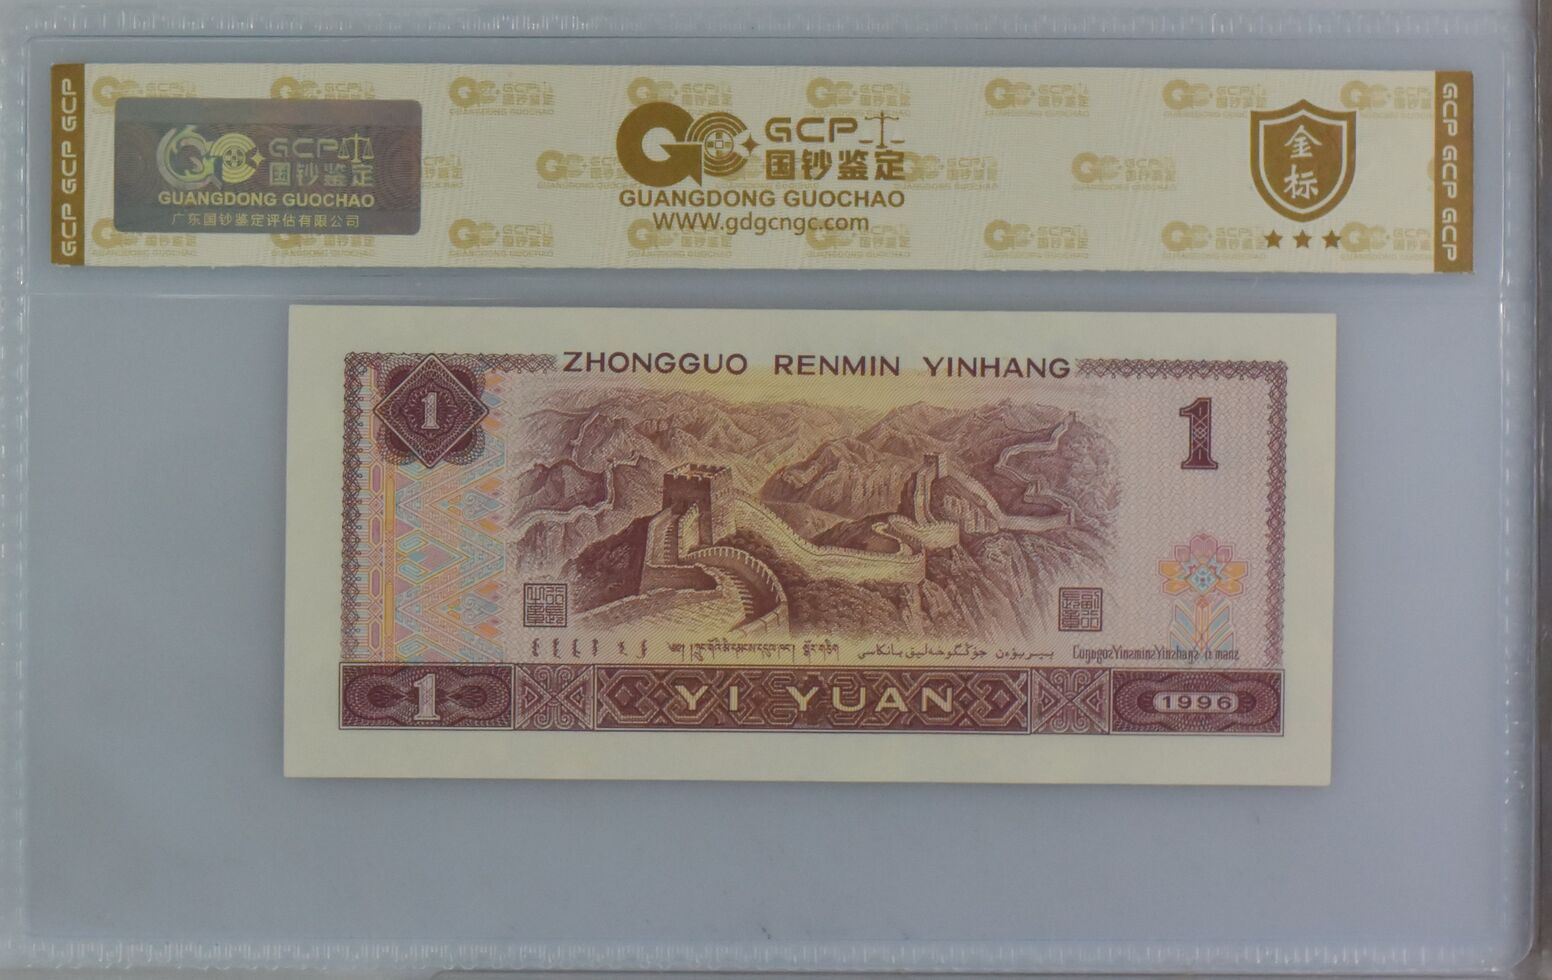 GCP GCP GCP
GCP
国钞鉴定
GUANGDONG GUOCHAO
广东国钞鉴定评估有限公司
GCP
国钞鉴定
GUANGDONG GUOCHAO
WWW.gdgcngc.com
金标
GCP GCP GCP
ZHONGGUO RENMIN YINHANG
1
1
1
YI YUAN
1996